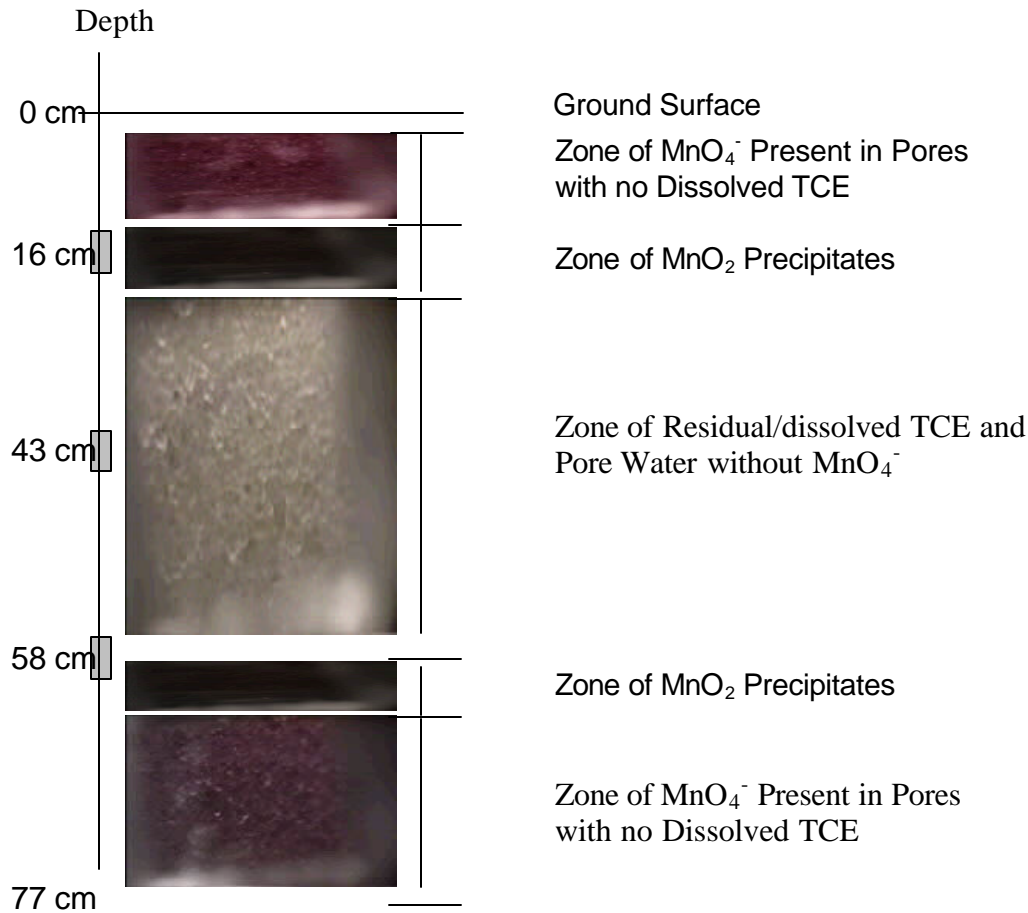 Depth
0 cm
Ground Surface
Zone of MnO₄⁻ Present in Pores
with no Dissolved TCE
16 cm
Zone of MnO₂ Precipitates
43 cm
Zone of Residual/dissolved TCE and
Pore Water without MnO₄⁻
58 cm
Zone of MnO₂ Precipitates
Zone of MnO₄⁻ Present in Pores
with no Dissolved TCE
77 cm